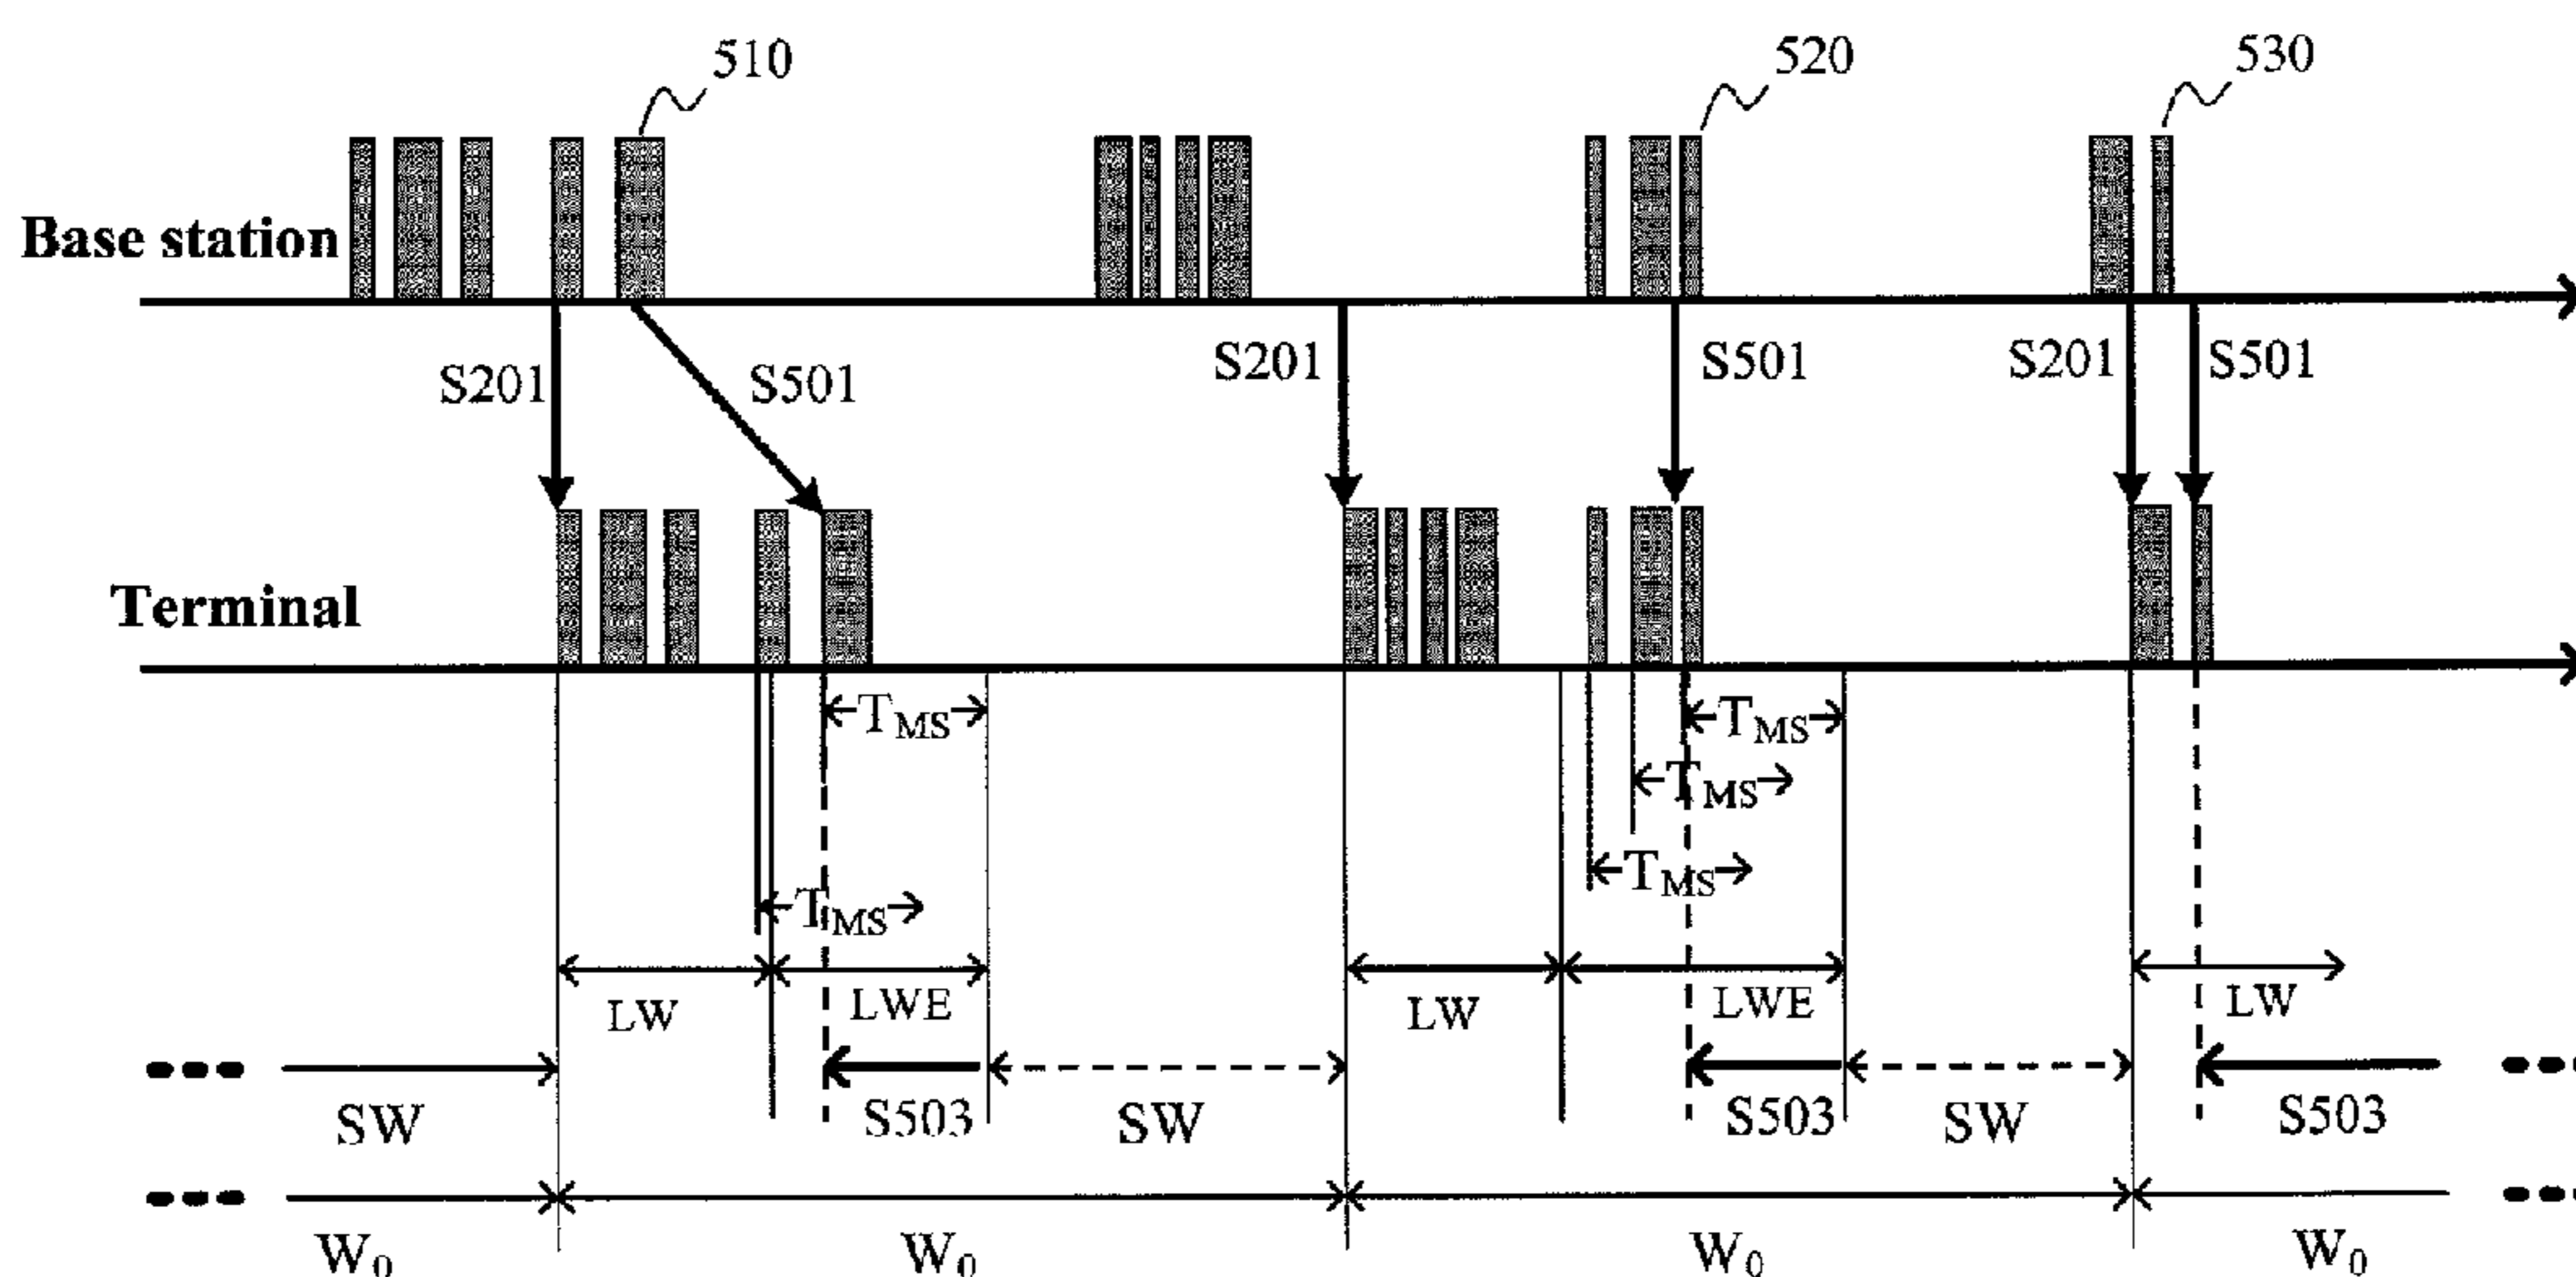 510
520
530
Base station
S201
S501
S201
S501
S201
S501
Terminal
TMS
TMS
TMS
TMS
TMS
LW
LWE
LW
LWE
LW
SW
S503
SW
S503
SW
S503
W0
W0
W0
W0